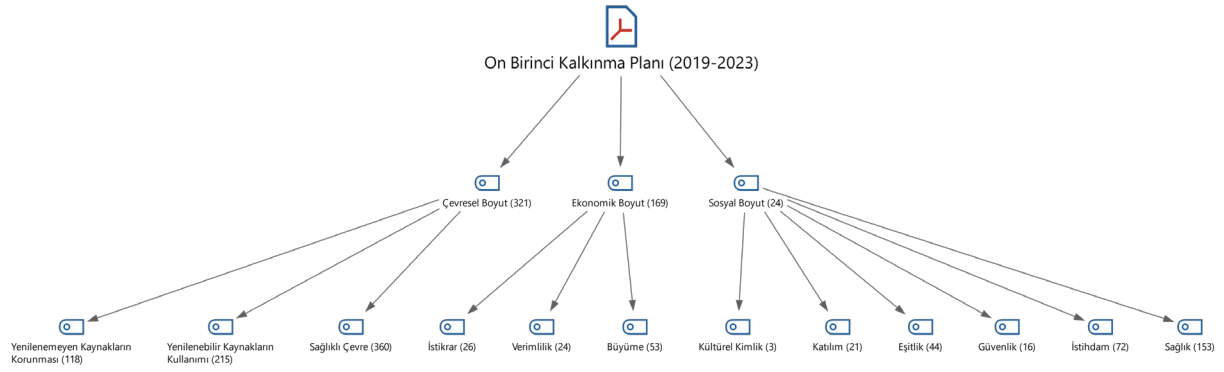 On Birinci Kalkınma Planı (2019-2023)
Çevresel Boyut (321)
Ekonomik Boyut (169)
Sosyal Boyut (24)
Yenilenemeyen Kaynakların
Korunması (118)
Yenilenebilir Kaynakların
Kullanımı (215)
Sağlıklı Çevre (360)
İstikrar (26)
Verimlilik (24)
Büyüme (53)
Kültürel Kimlik (3)
Katılım (21)
Eşitlik (44)
Güvenlik (16)
İstihdam (72)
Sağlık (153)